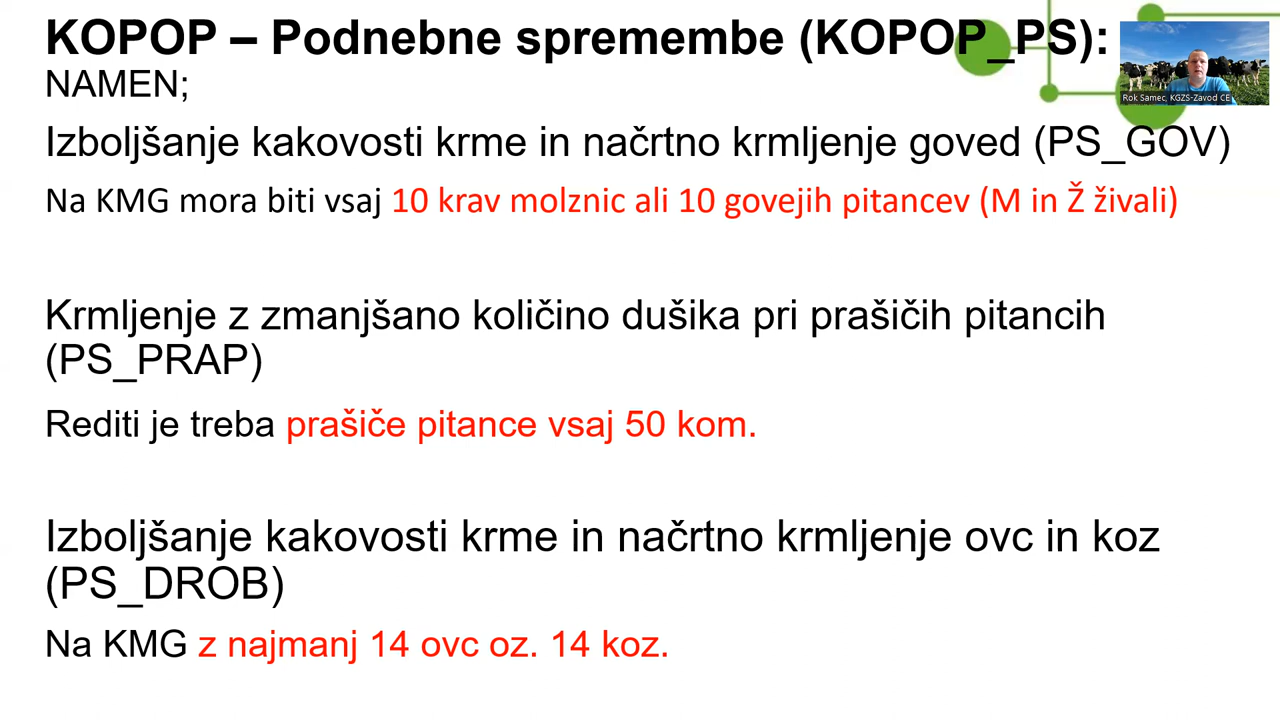 KOPOP – Podnebne spremembe (KOPOP_PS):
NAMEN;
Rok Samec, KGZS-Zavod CE
Izboljšanje kakovosti krme in načrtno krmljenje goved (PS_GOV)
Na KMG mora biti vsaj 10 krav molznic ali 10 govejih pitancev (M in Ž živali)
Krmljenje z zmanjšano količino dušika pri prašičih pitancih
(PS_PRAP)
Rediti je treba prašiče pitance vsaj 50 kom.
Izboljšanje kakovosti krme in načrtno krmljenje ovc in koz
(PS_DROB)
Na KMG z najmanj 14 ovc oz. 14 koz.